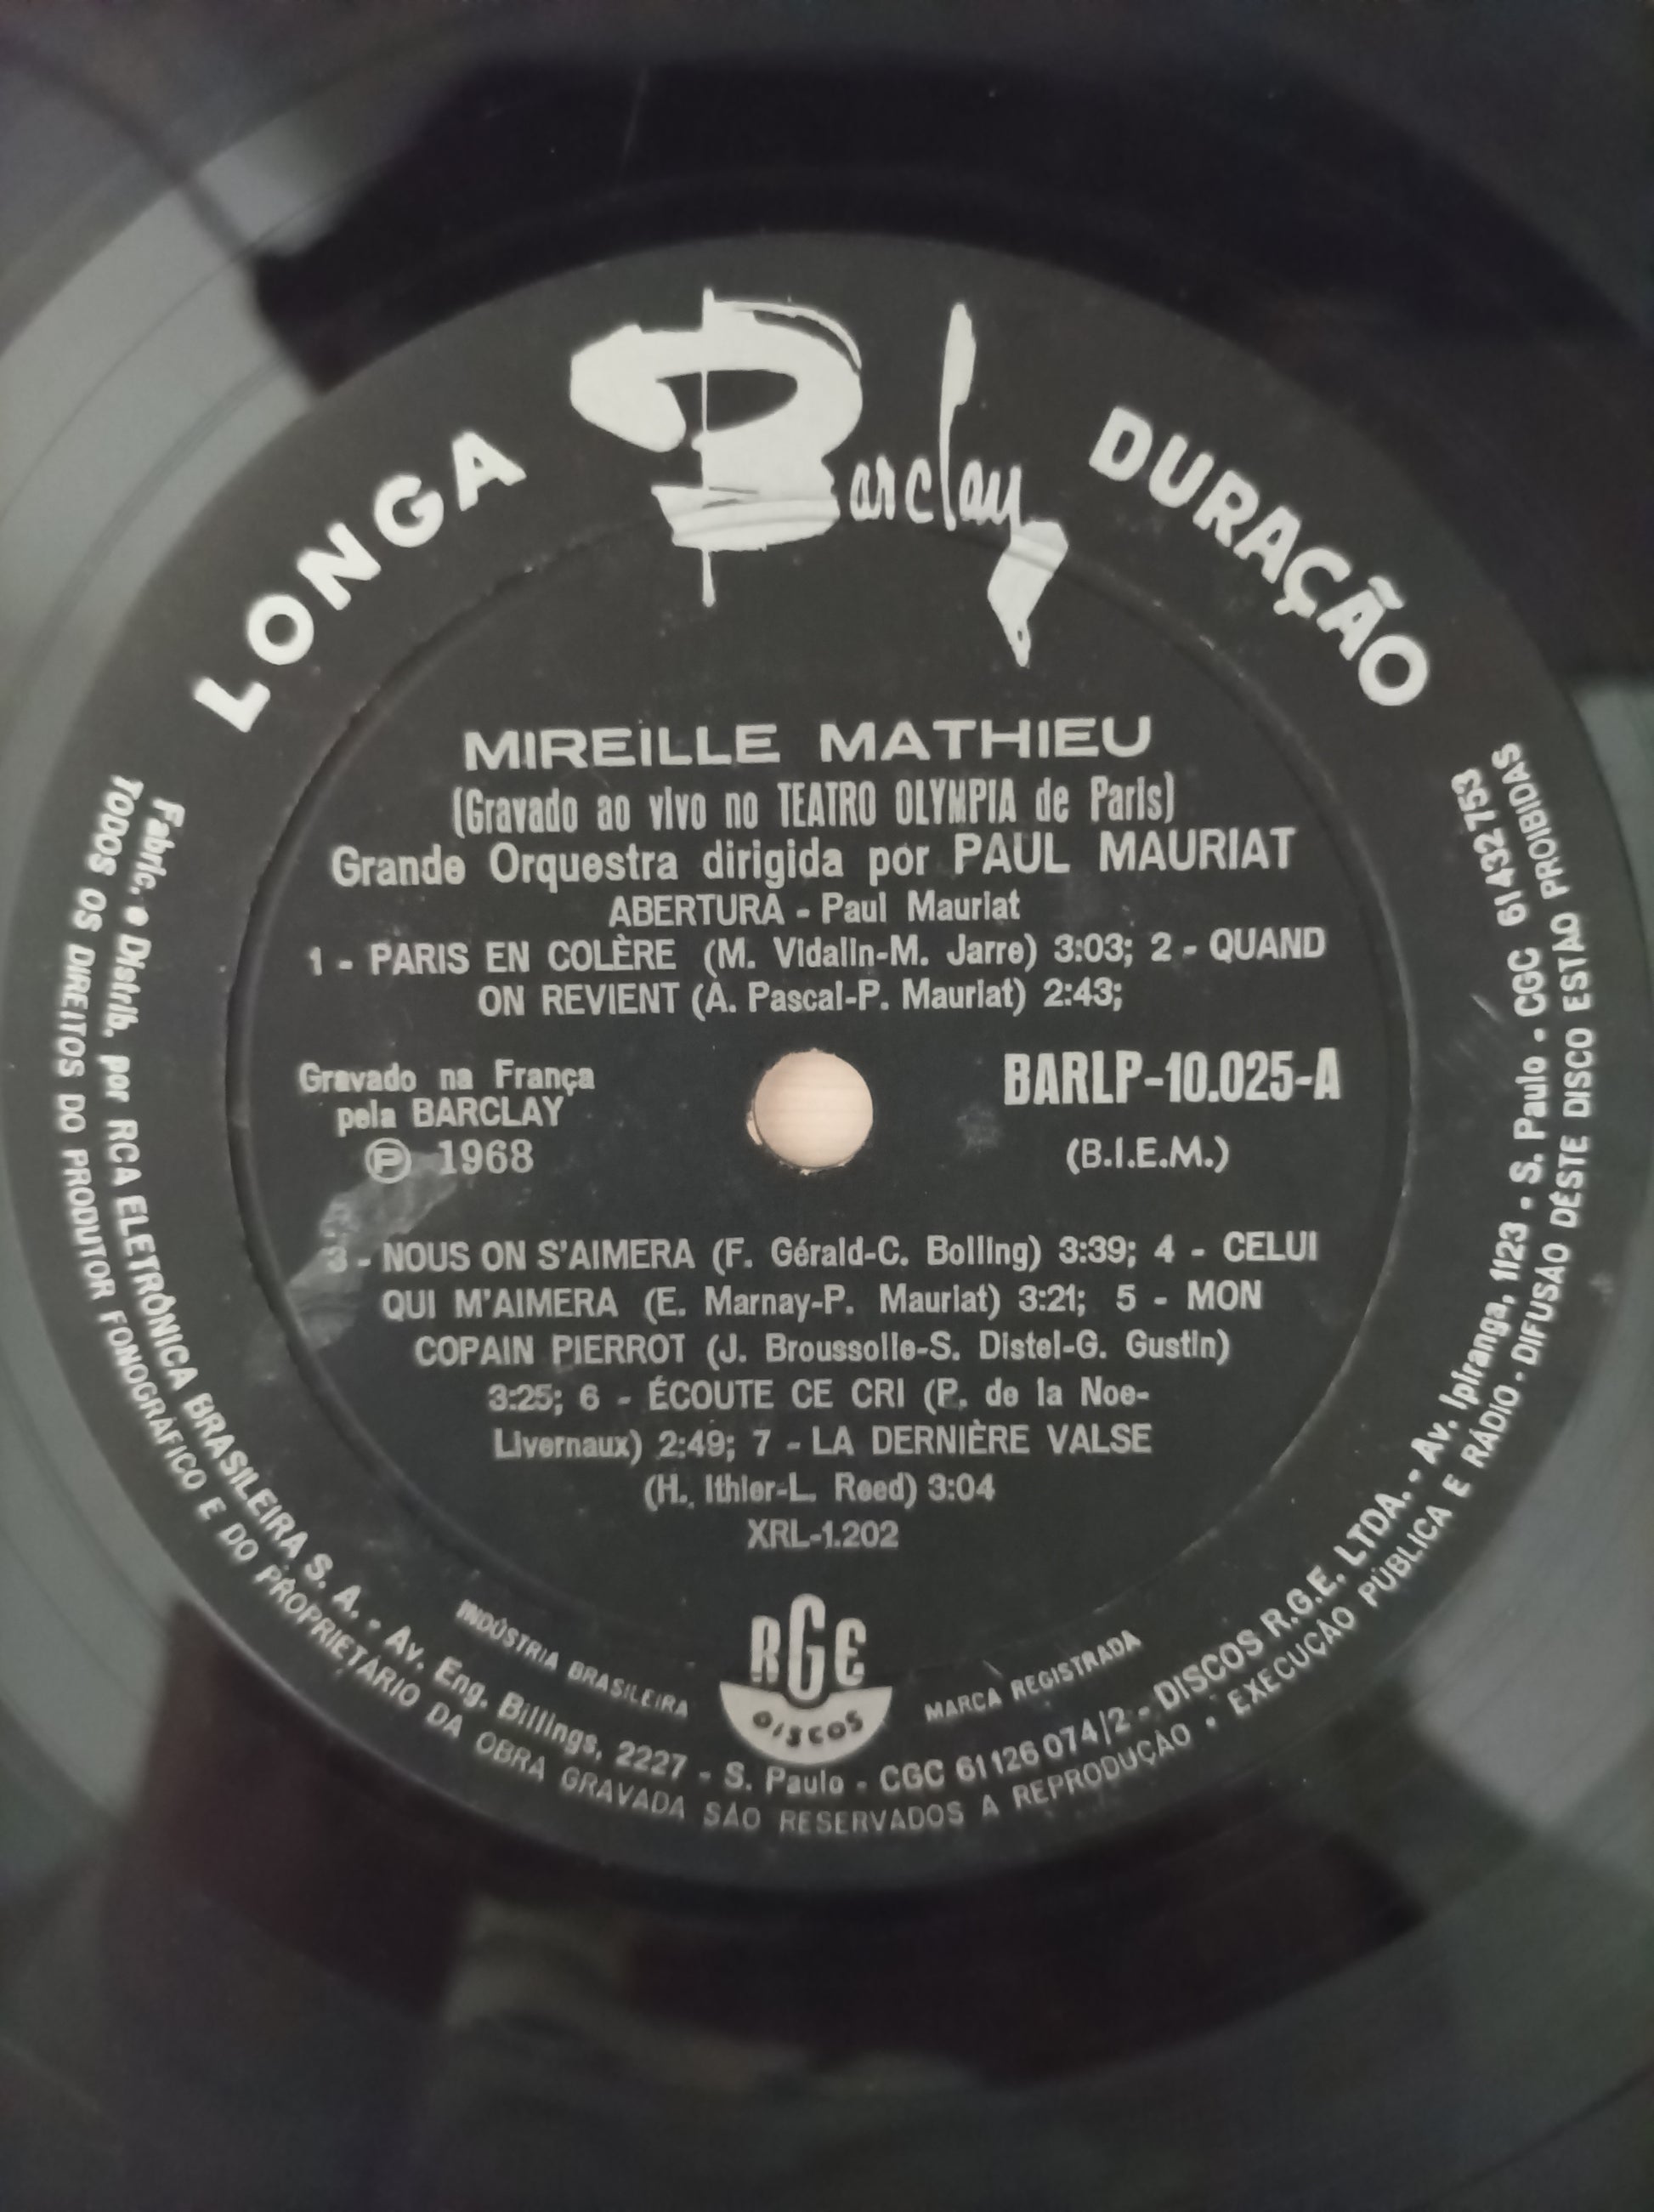 LONGA Barclay DURAÇÃO
MIREILLE MATHIEU
(Gravado ao vivo no TEATRO OLYMPIA de Paris)
Grande Orquestra dirigida por PAUL MAURIAT
ABERTURA - Paul Mauriat
1 - PARIS EN COLÈRE (M. Vidalin-M. Jarre) 3:03; 2 - QUAND
ON REVIENT (A. Pascal-P. Mauriat) 2:43;
Gravado na França
pela BARCLAY
Ⓟ 1968
BARLP-10.025-A
(B.I.E.M.)
3 - NOUS ON S'AIMERA (F. Gérald-C. Bolling) 3:39; 4 - CELUI
QUI M'AIMERA (E. Marnay-P. Mauriat) 3:21; 5 - MON
COPAIN PIERROT (J. Broussolle-S. Distel-G. Gustin)
3:25; 6 - ÉCOUTE CE CRI (P. de la Noe-
Livernaux) 2:49; 7 - LA DERNIÈRE VALSE
(H. Ithier-L. Reed) 3:04
XRL-1.202
RGE
DISCOS
INDÚSTRIA BRASILEIRA
MARCA REGISTRADA
Fabric. e Distrib. por RCA ELETRÔNICA BRASILEIRA S. A. - Av. Eng. Billings, 2227 - S. Paulo - CGC 61 126 074/2 - DISCOS R.G.E. LTDA. - Av. Ipiranga, 1123 - S. Paulo - CGC 61 432 753
TODOS OS DIREITOS DO PRODUTOR FONOGRÁFICO E DO PROPRIETÁRIO DA OBRA GRAVADA SÃO RESERVADOS A REPRODUÇÃO • EXECUÇÃO PÚBLICA E RÁDIO - DIFUSÃO DÊSTE DISCO ESTÃO PROIBIDAS